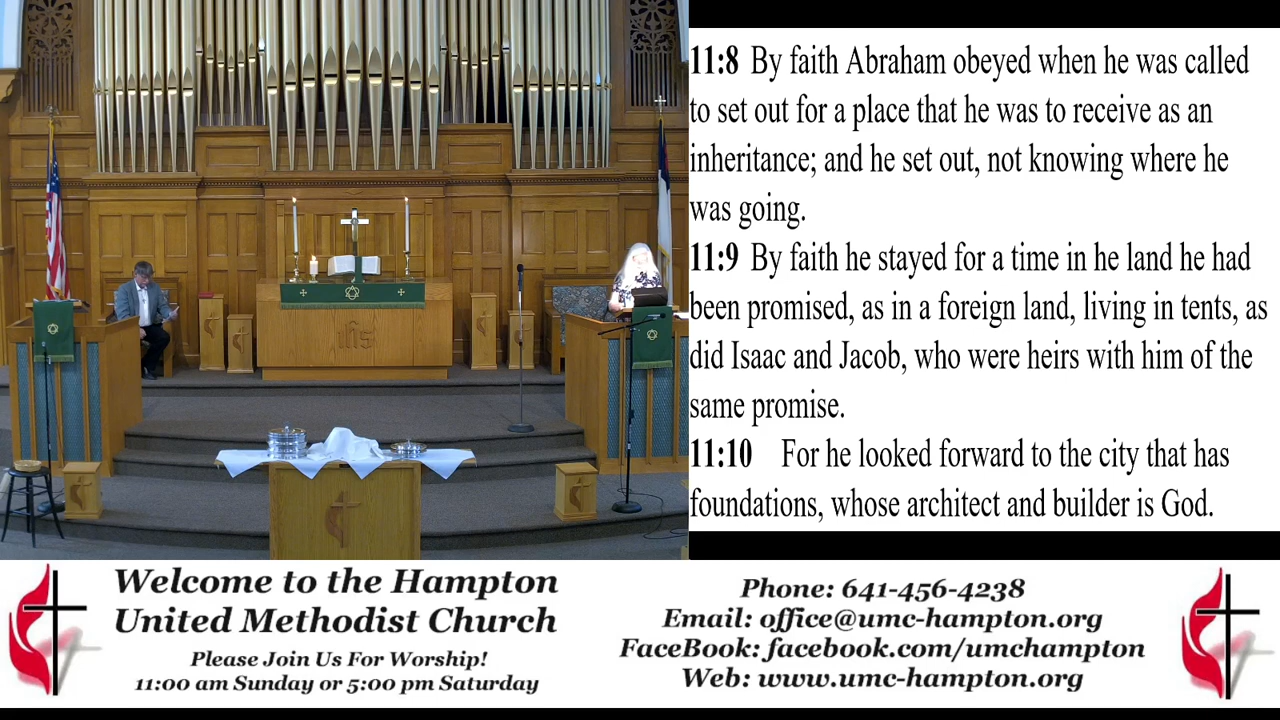 11:8 By faith Abraham obeyed when he was called
to set out for a place that he was to receive as an
inheritance; and he set out, not knowing where he
was going.
11:9 By faith he stayed for a time in he land he had
been promised, as in a foreign land, living in tents, as
did Isaac and Jacob, who were heirs with him of the
same promise.
11:10 For he looked forward to the city that has
foundations, whose architect and builder is God.
ihs
Welcome to the Hampton
United Methodist Church
Please Join Us For Worship!
11:00 am Sunday or 5:00 pm Saturday
Phone: 641-456-4238
Email: office@umc-hampton.org
FaceBook: facebook.com/umchampton
Web: www.umc-hampton.org